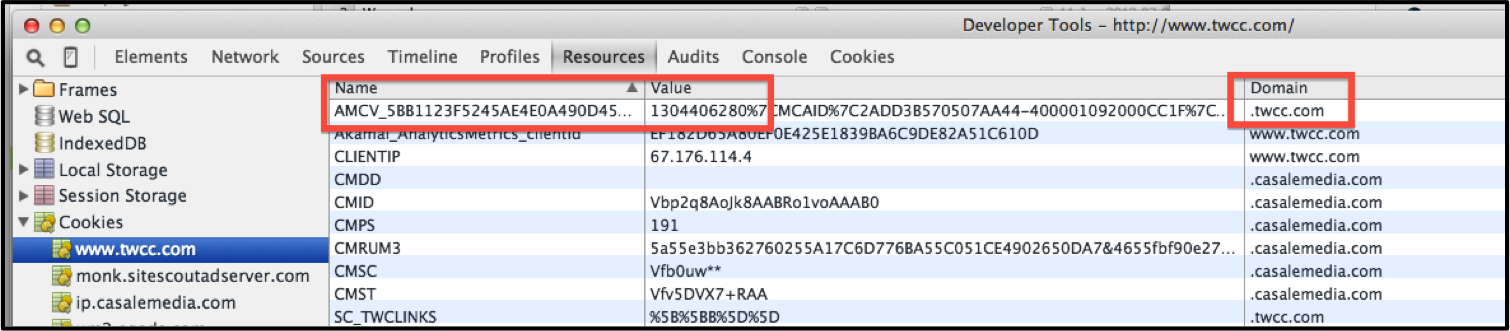 Developer Tools – http://www.twcc.com/
Elements Network Sources Timeline Profiles Resources Audits Console Cookies
Frames
Web SQL
IndexedDB
Local Storage
Session Storage
Cookies
www.twcc.com
monk.sitescoutadserver.com
ip.casalemedia.com
Name Value Domain
AMCV_5BB1123F5245AE4E0A490D45... 1304406280%7CMCAID%7C2ADD3B570507AA44-400001092000CC1F%7C... .twcc.com
Akamai_AnalyticsMetrics_clientId EF182D65A80EF0E425E1839BA6C9DE82A51C610D www.twcc.com
CLIENTIP 67.176.114.4 www.twcc.com
CMDD .casalemedia.com
CMID Vbp2q8AoJk8AABRo1voAAAB0 .casalemedia.com
CMPS 191 .casalemedia.com
CMRUM3 5a55e3bb362760255A17C6D776BA55C051CE4902650DA7&4655fbf90e27... .casalemedia.com
CMSC Vfb0uw** .casalemedia.com
CMST Vfv5DVX7+RAA .casalemedia.com
SC_TWCLINKS %5B%5BB%5D%5D .twcc.com